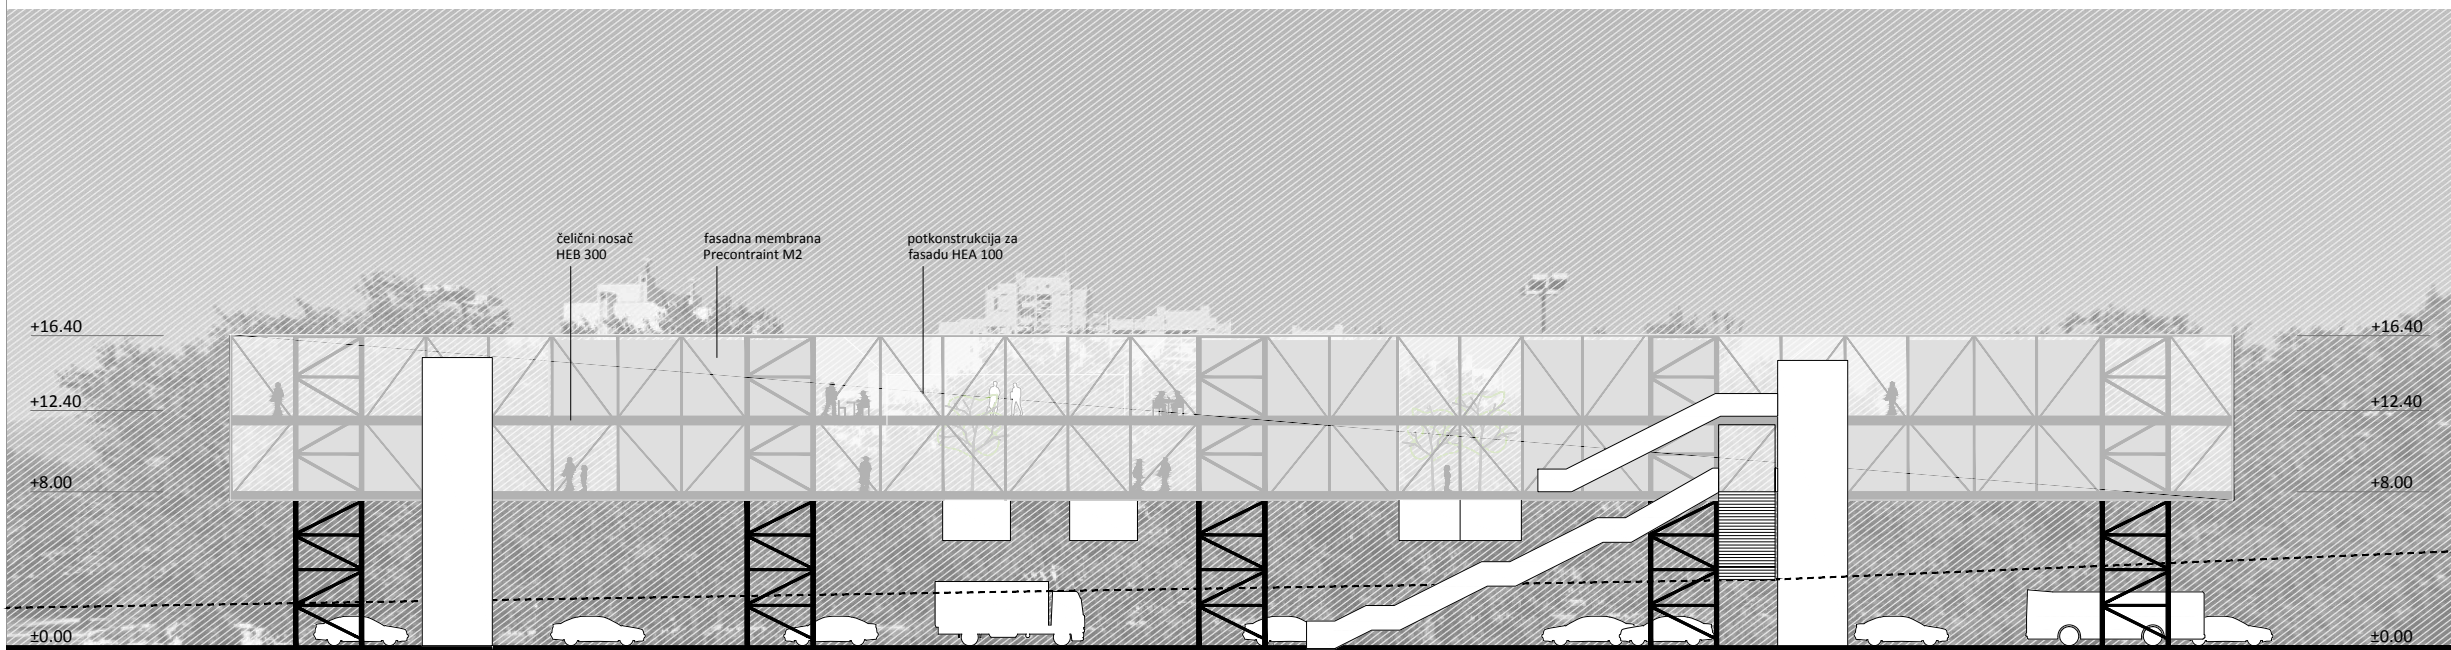 čelični nosač
HEB 300
fasadna membrana
Precontraint M2
potkonstrukcija za
fasadu HEA 100
+16.40
+16.40
+12.40
+12.40
+8.00
+8.00
±0.00
±0.00